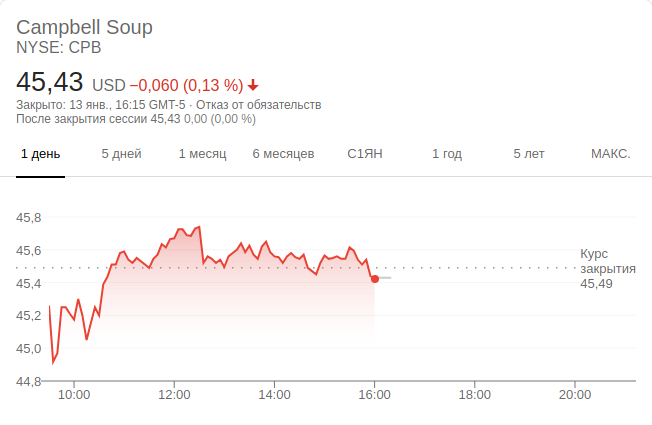 Campbell Soup
NYSE: CPB
45,43 USD −0,060 (0,13 %)
Закрыто: 13 янв., 16:15 GMT-5 · Отказ от обязательств
После закрытия сессии 45,43 0,00 (0,00 %)
1 день 5 дней 1 месяц 6 месяцев С1ЯН 1 год 5 лет МАКС.
45,8
45,6
45,4
45,2
45,0
44,8
Курс
закрытия
45,49
10:00 12:00 14:00 16:00 18:00 20:00